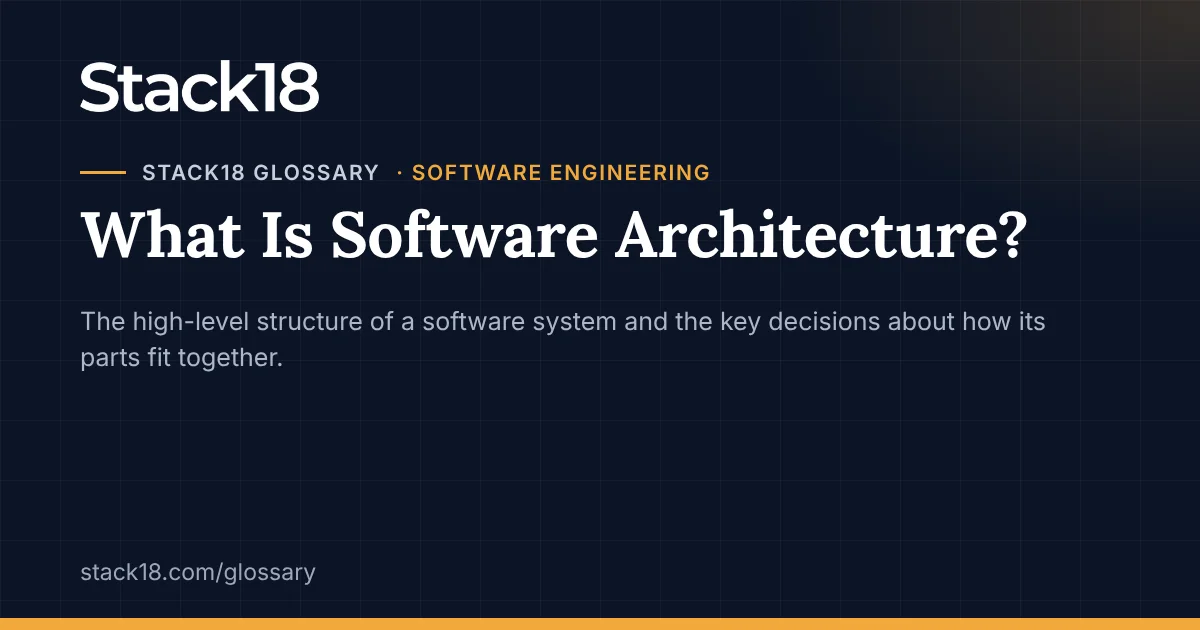 Stack18
STACK18 GLOSSARY · SOFTWARE ENGINEERING
What Is Software Architecture?
The high-level structure of a software system and the key decisions about how its
parts fit together.
stack18.com/glossary